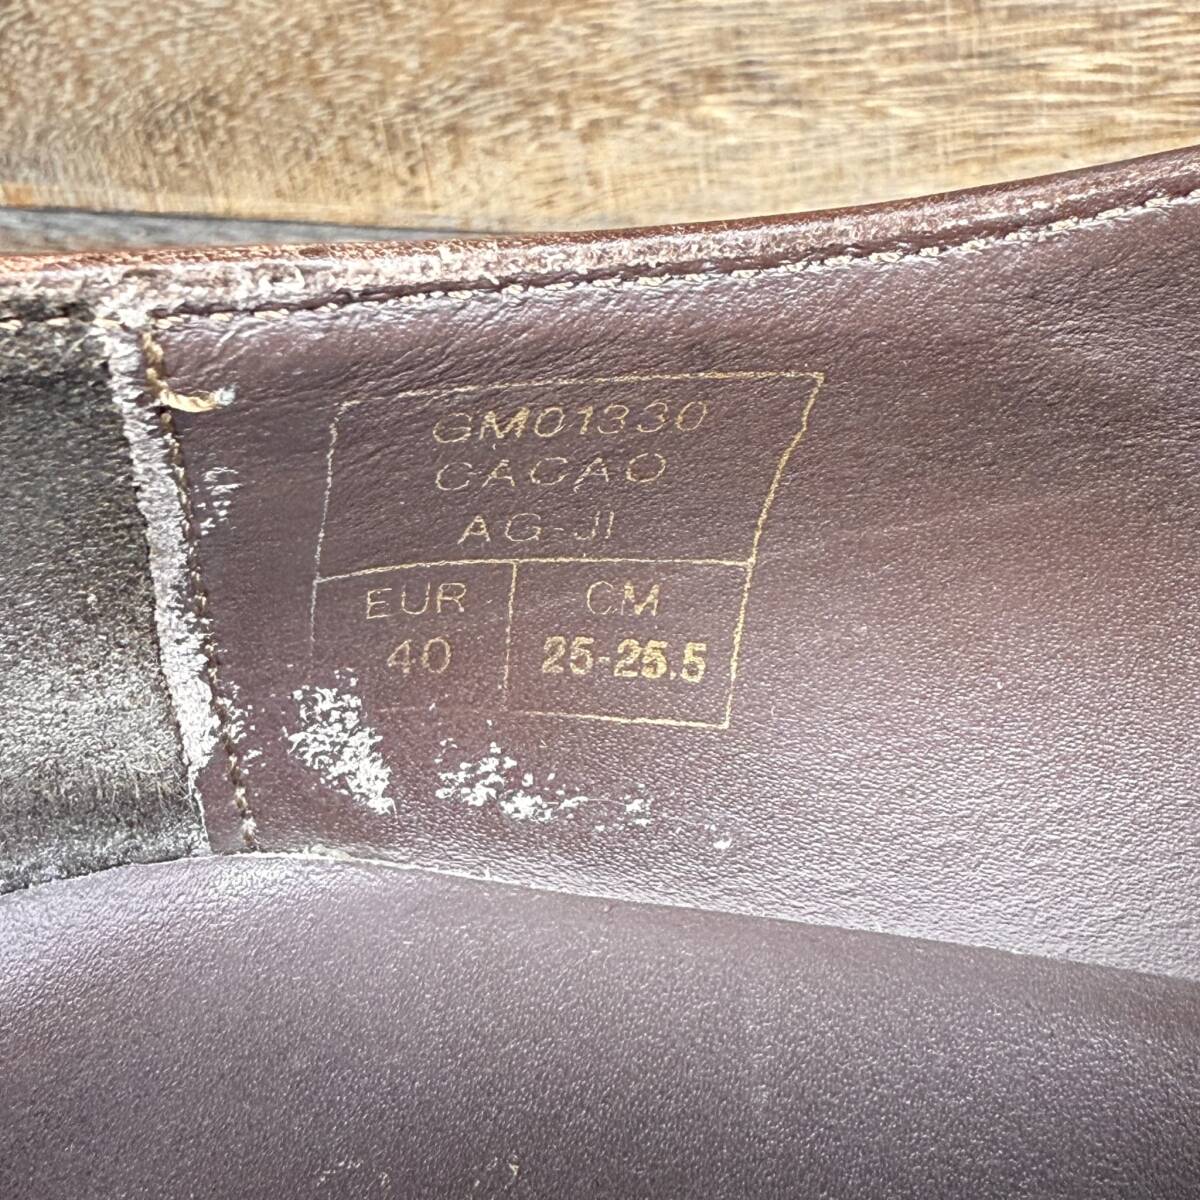 GM01330
CACAO
AG-JI
EUR CM
40 25-25.5